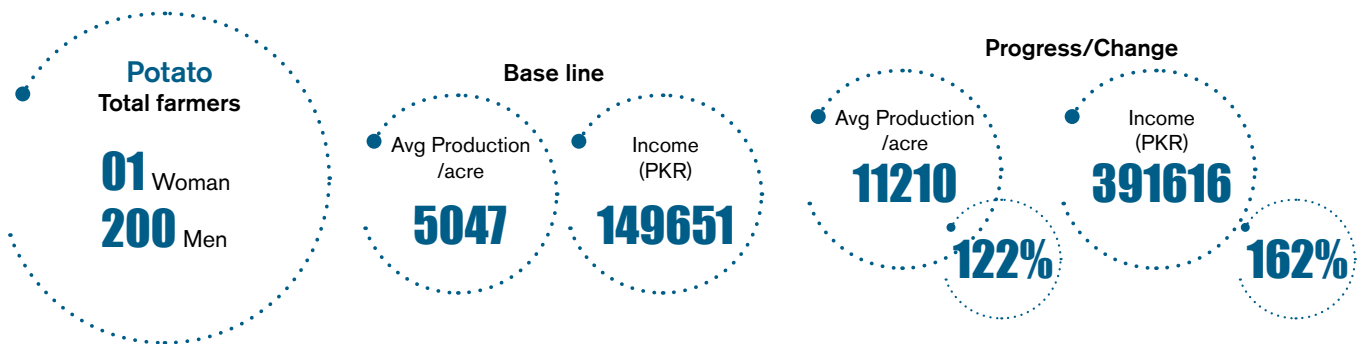 Potato
Total farmers
01 Woman
200 Men
Base line
Avg Production
/acre
5047
Income
(PKR)
149651
Progress/Change
Avg Production
/acre
11210
122%
Income
(PKR)
391616
162%